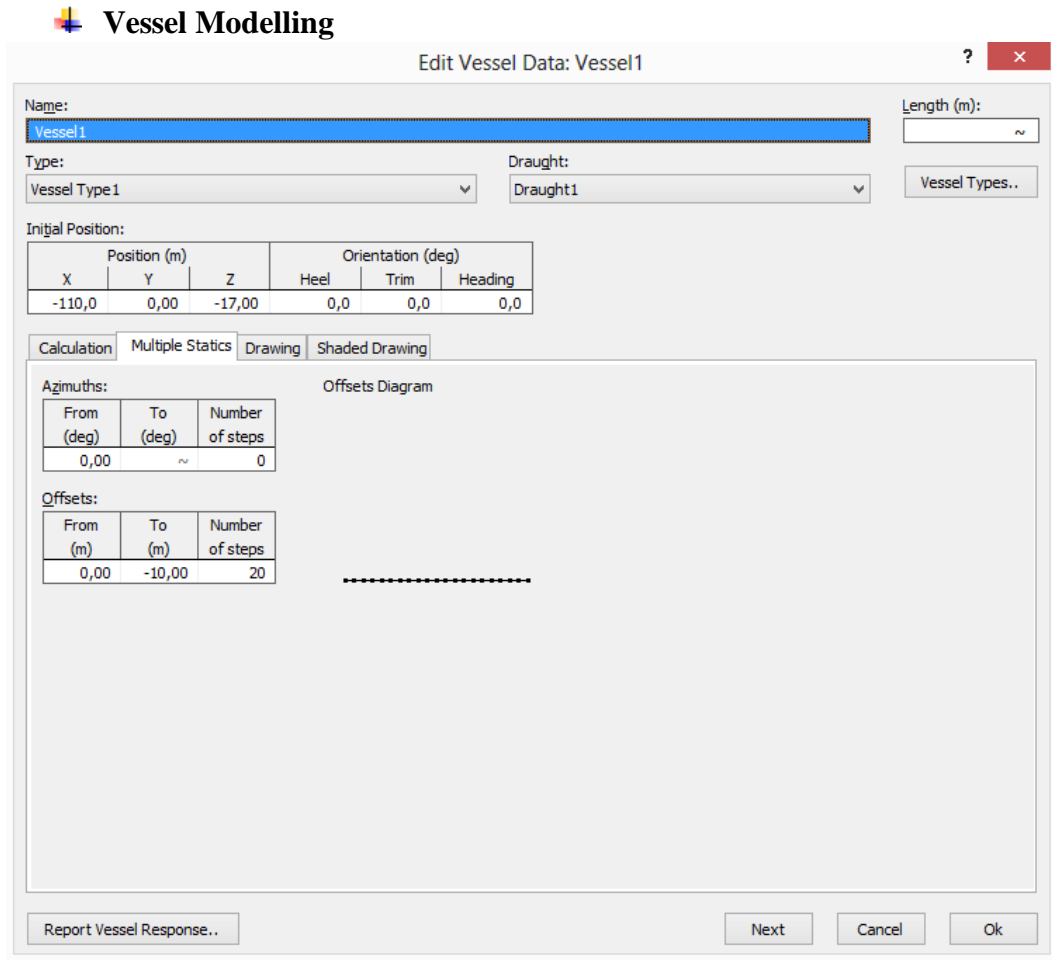 Vessel Modelling
Edit Vessel Data: Vessel1
? ×
Name: Length (m):
Vessel1 ~
Type: Draught:
Vessel Type1 Draught1 Vessel Types..
Initial Position:
Position (m) Orientation (deg)
X Y Z Heel Trim Heading
-110,0 0,00 -17,00 0,0 0,0 0,0
Calculation Multiple Statics Drawing Shaded Drawing
Azimuths: Offsets Diagram
From To Number
(deg) (deg) of steps
0,00 ~ 0
Offsets:
From To Number
(m) (m) of steps
0,00 -10,00 20
Report Vessel Response.. Next Cancel Ok